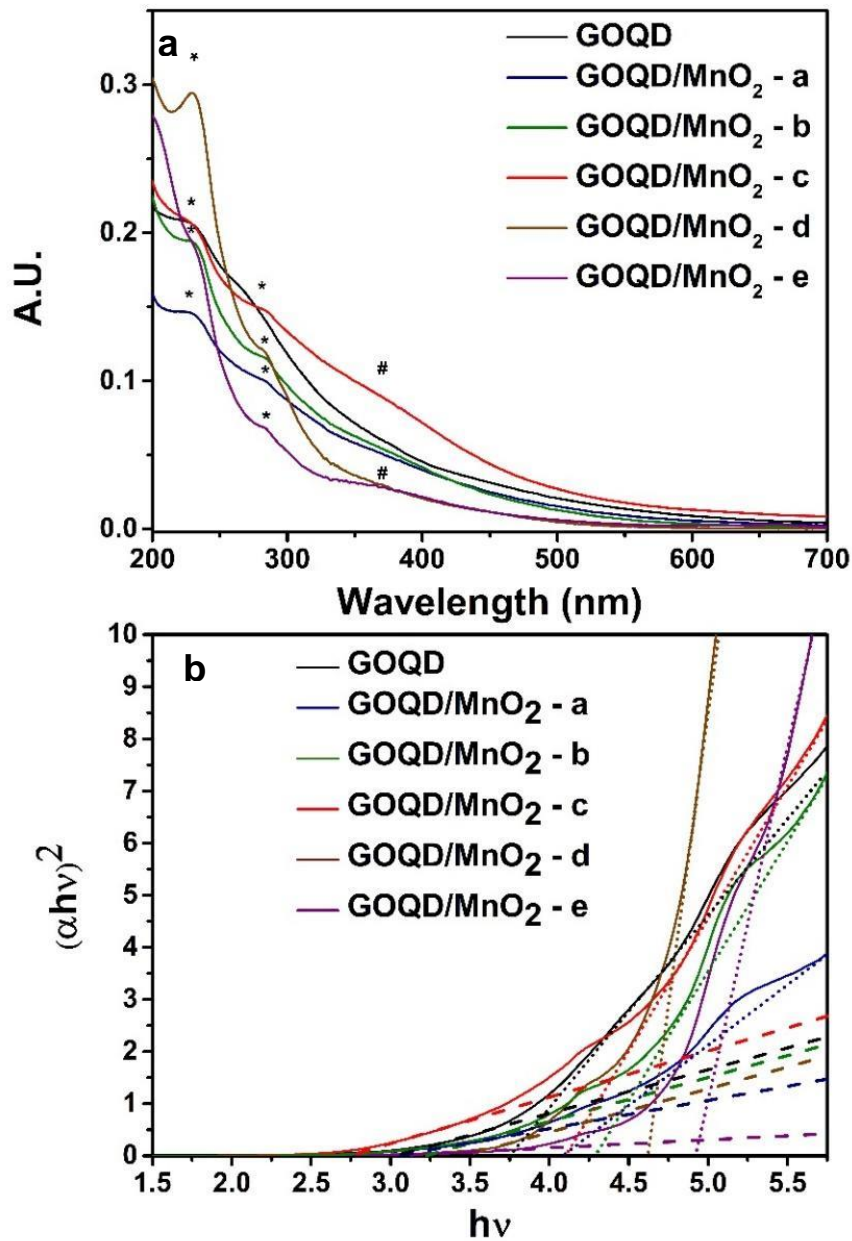 a
*
GOQD
GOQD/MnO₂ - a
GOQD/MnO₂ - b
GOQD/MnO₂ - c
GOQD/MnO₂ - d
GOQD/MnO₂ - e
*
*
*
*
*
*
*
#
#
A.U.
0.3
0.2
0.1
0.0
200 300 400 500 600 700
Wavelength (nm)
b
GOQD
GOQD/MnO₂ - a
GOQD/MnO₂ - b
GOQD/MnO₂ - c
GOQD/MnO₂ - d
GOQD/MnO₂ - e
(αhν)²
10
9
8
7
6
5
4
3
2
1
0
1.5 2.0 2.5 3.0 3.5 4.0 4.5 5.0 5.5
hν